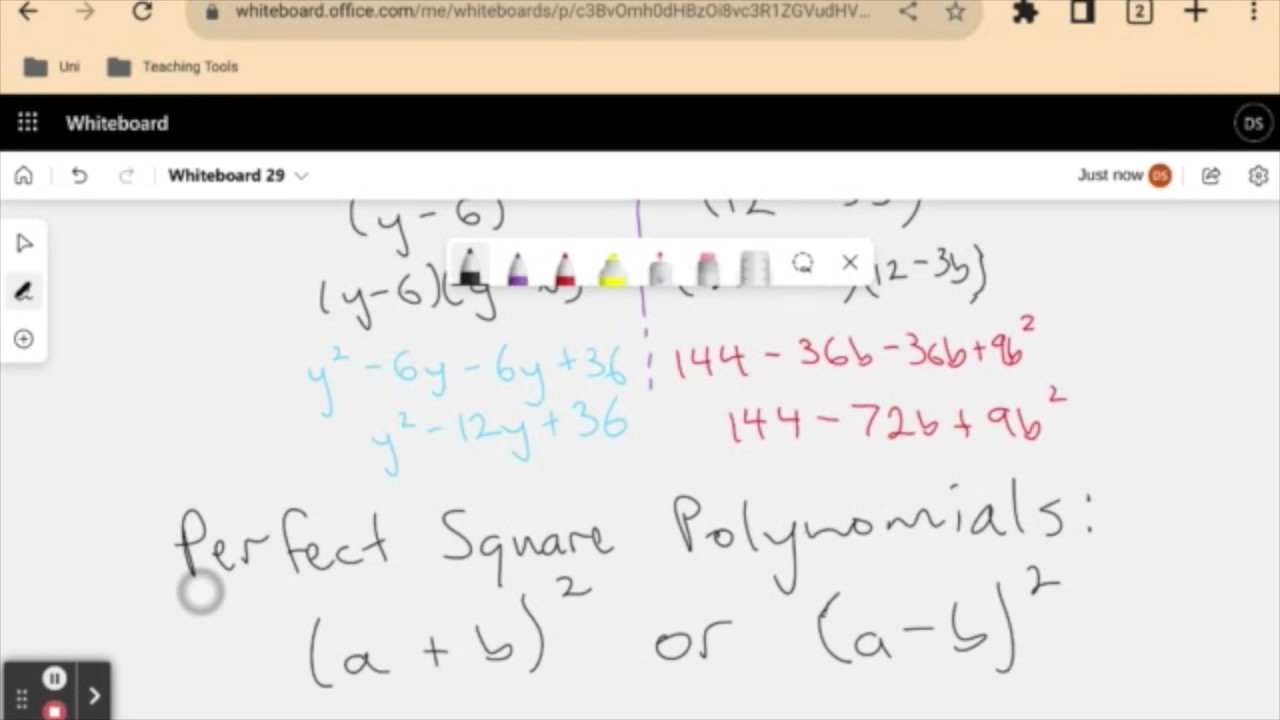 whiteboard.office.com/me/whiteboards/p/c3BvOmh0dHBzOi8vc3R1ZGVudHV...
2
Uni Teaching Tools
Whiteboard
DS
Whiteboard 29
Just now DS
(y-6)
(y-6)(y
12-3b)
y²-6y-6y+36
144-36b-36b+9b²
y²-12y+36
144-72b+9b²
Perfect Square Polynomials:
(a+b)² or (a-b)²